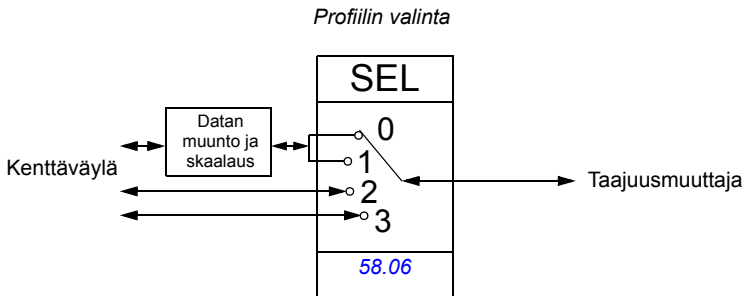 Profiilin valinta
SEL
Datan
muunto ja
skaalaus
0
1
Kenttäväylä
2
Taajuusmuuttaja
3
58.06